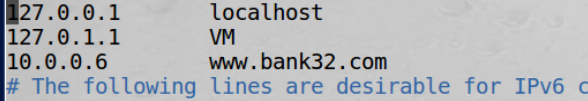 127.0.0.1 localhost
127.0.1.1 VM
10.0.0.6 www.bank32.com
# The following lines are desirable for IPv6 c